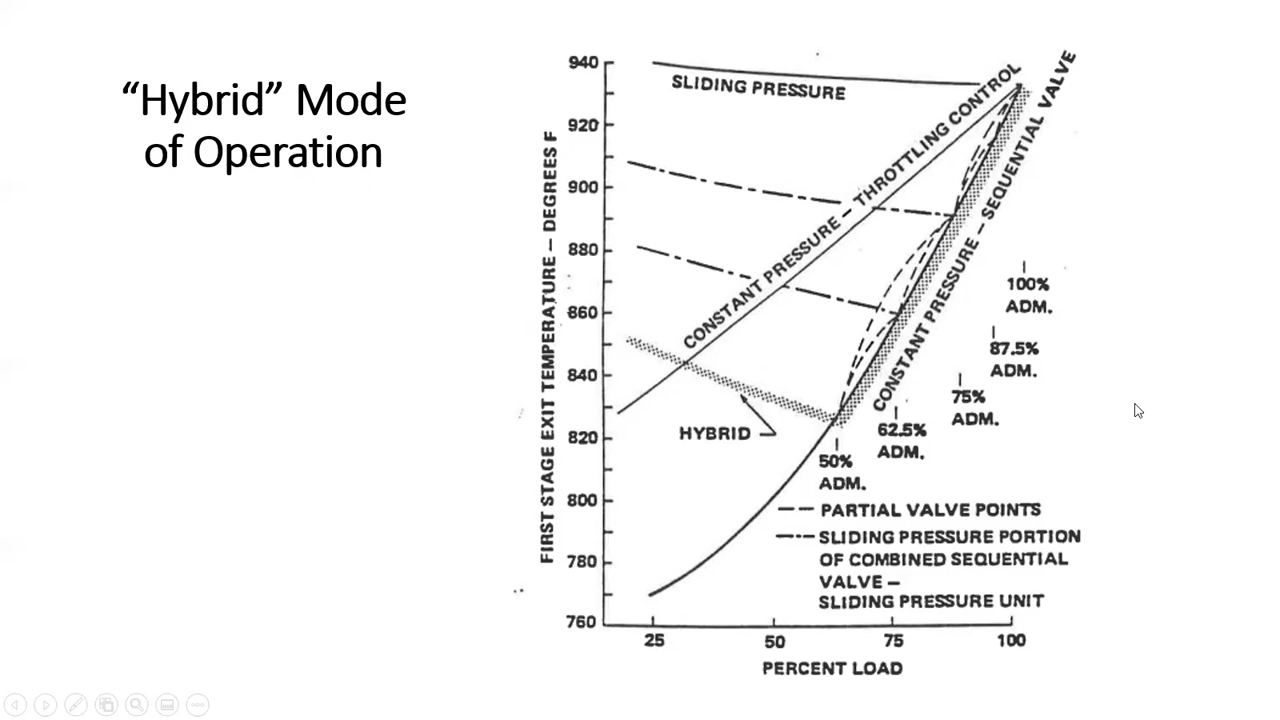 “Hybrid” Mode
of Operation
FIRST STAGE EXIT TEMPERATURE – DEGREES F
940
920
900
880
860
840
820
800
780
760
SLIDING PRESSURE
CONSTANT PRESSURE – THROTTLING CONTROL
CONSTANT PRESSURE – SEQUENTIAL VALVE
HYBRID
100%
ADM.
87.5%
ADM.
75%
ADM.
62.5%
ADM.
50%
ADM.
PARTIAL VALVE POINTS
SLIDING PRESSURE PORTION
OF COMBINED SEQUENTIAL
VALVE –
SLIDING PRESSURE UNIT
25
50
75
100
PERCENT LOAD